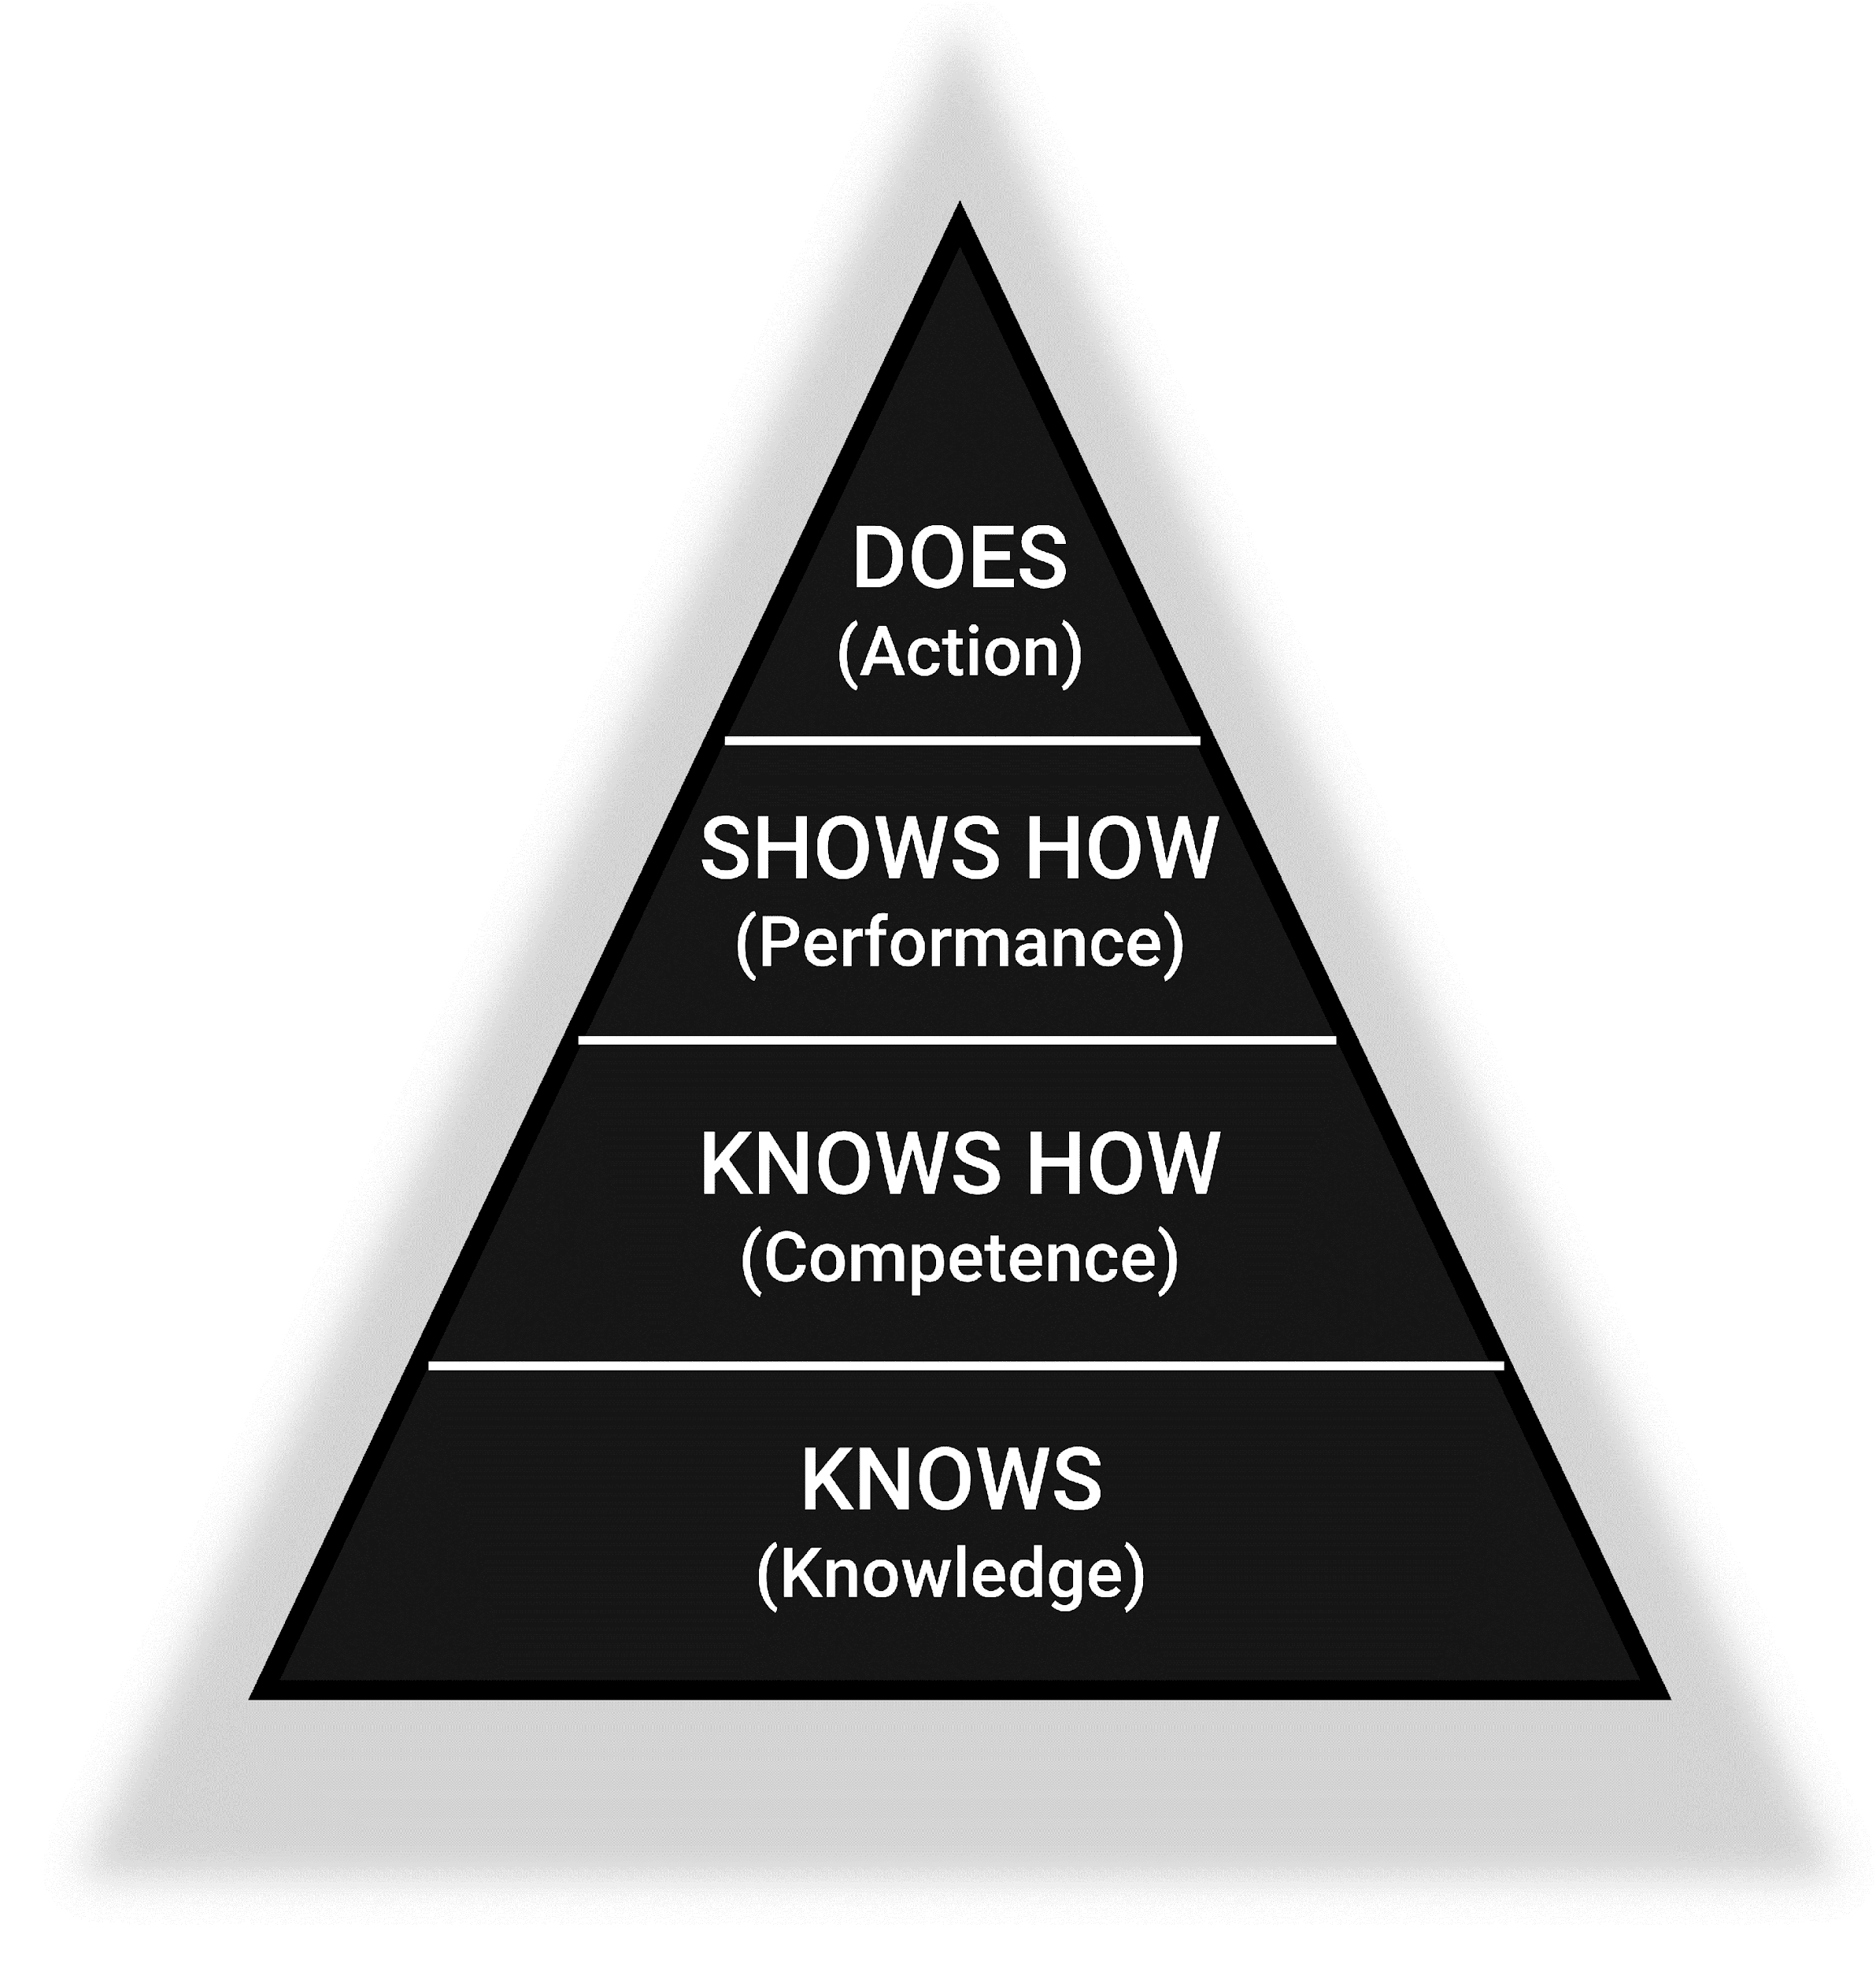 DOES
(Action)
SHOWS HOW
(Performance)
KNOWS HOW
(Competence)
KNOWS
(Knowledge)